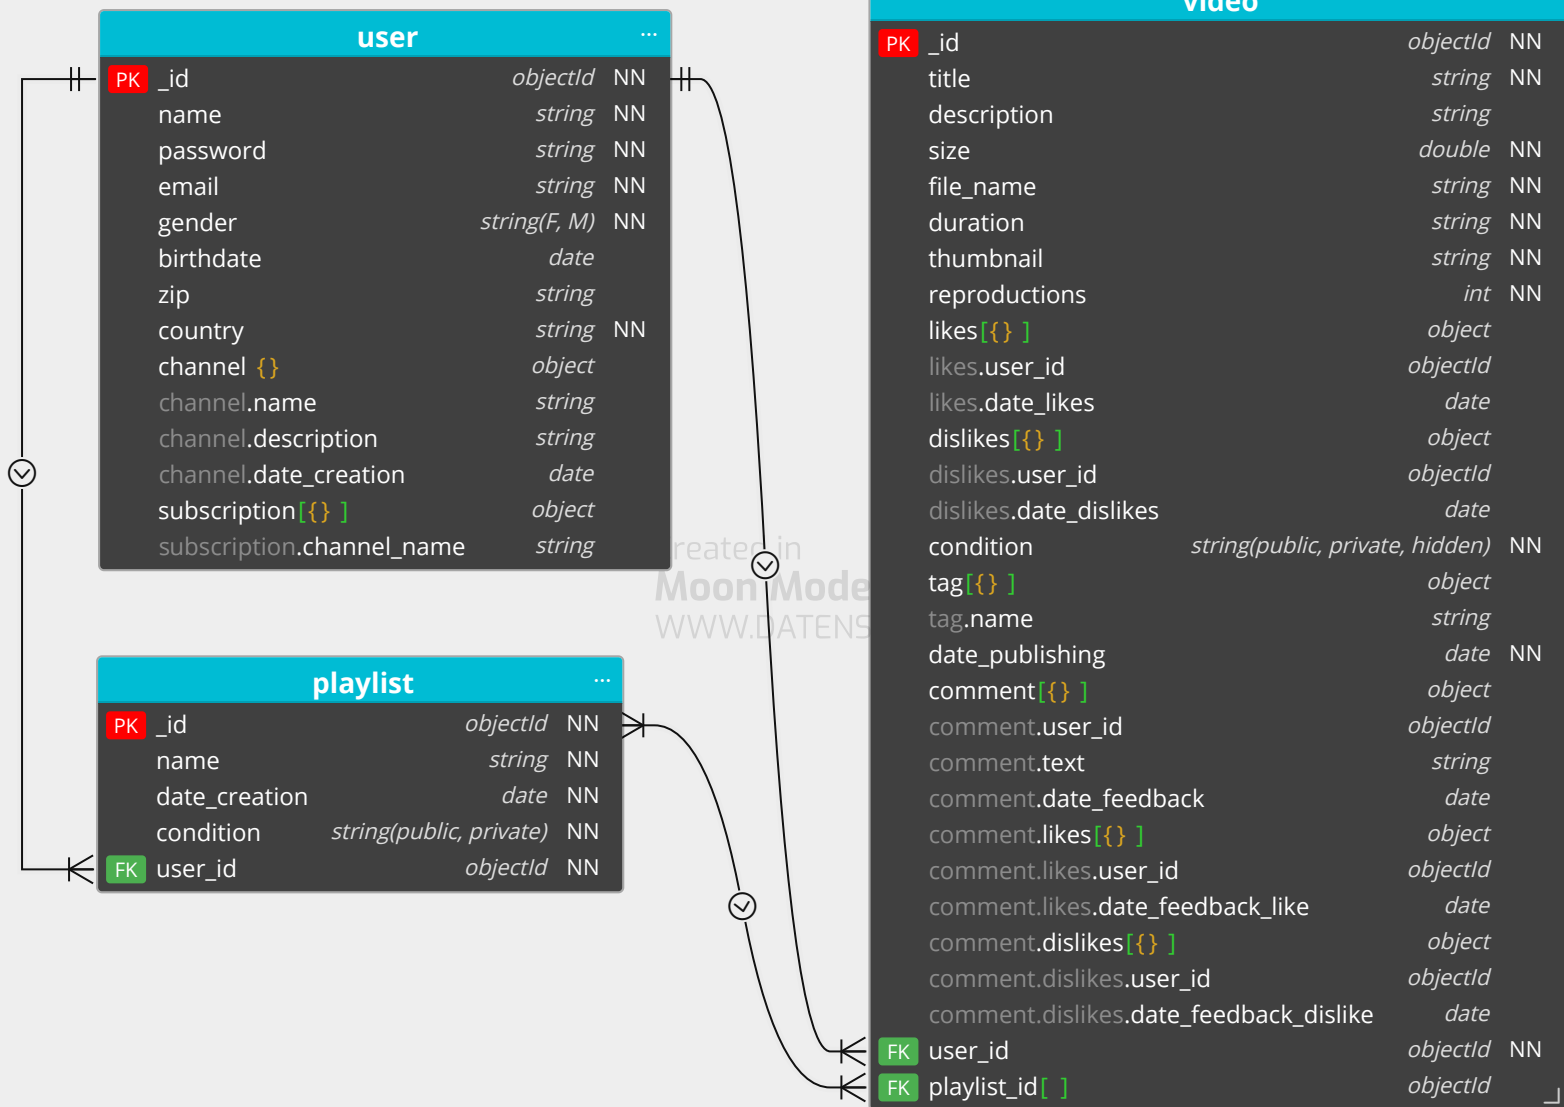 user ...
PK _id objectId NN
name string NN
password string NN
email string NN
gender string(F, M) NN
birthdate date
zip string
country string NN
channel {} object
channel.name string
channel.description string
channel.date_creation date
subscription[{} ] object
subscription.channel_name string
playlist ...
PK _id objectId NN
name string NN
date_creation date NN
condition string(public, private) NN
FK user_id objectId NN
reated in
Moon Mode
WWW.DATENS
video
PK _id objectId NN
title string NN
description string
size double NN
file_name string NN
duration string NN
thumbnail string NN
reproductions int NN
likes[{} ] object
likes.user_id objectId
likes.date_likes date
dislikes[{} ] object
dislikes.user_id objectId
dislikes.date_dislikes date
condition string(public, private, hidden) NN
tag[{} ] object
tag.name string
date_publishing date NN
comment[{} ] object
comment.user_id objectId
comment.text string
comment.date_feedback date
comment.likes[{} ] object
comment.likes.user_id objectId
comment.likes.date_feedback_like date
comment.dislikes[{} ] object
comment.dislikes.user_id objectId
comment.dislikes.date_feedback_dislike date
FK user_id objectId NN
FK playlist_id[ ] objectId